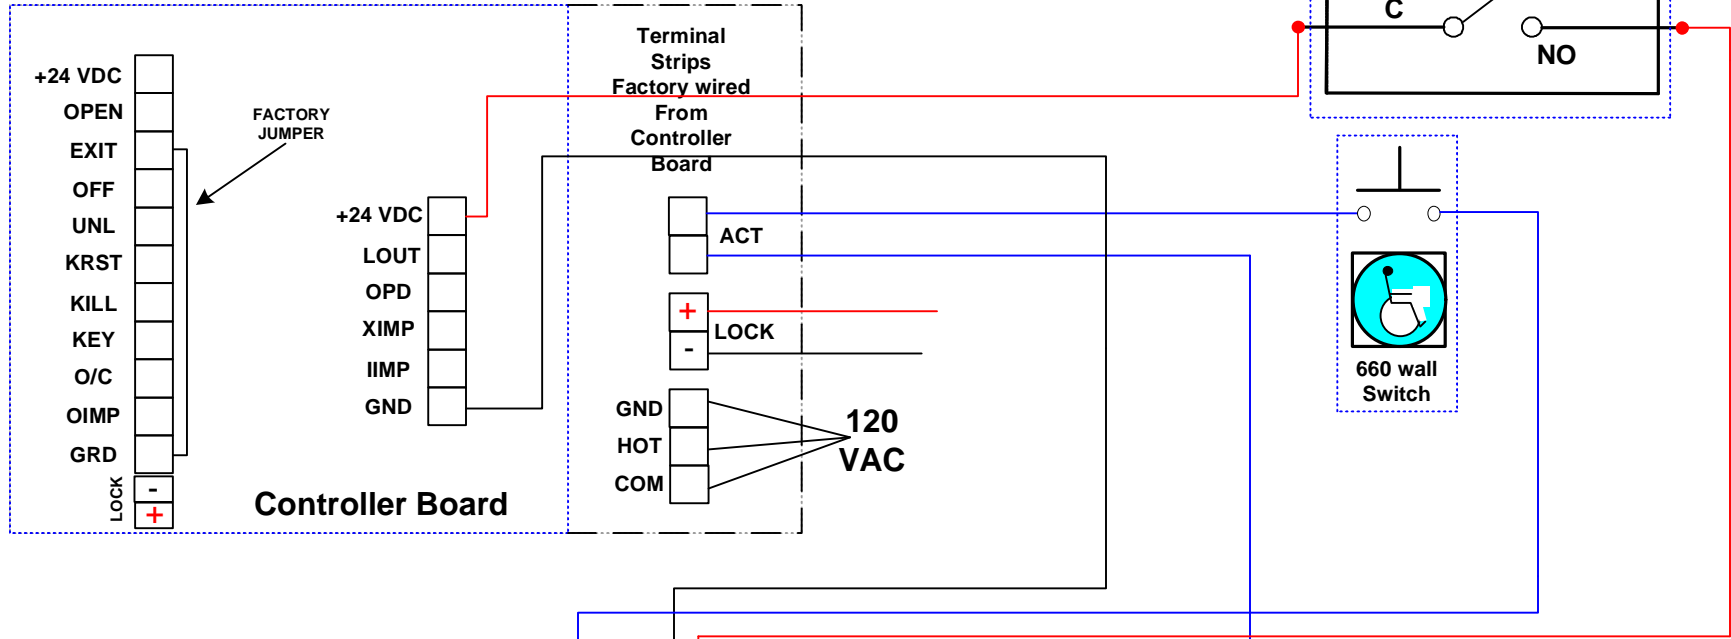 +24 VDC
OPEN
EXIT
OFF
UNL
KRST
KILL
KEY
O/C
OIMP
GRD
LOCK
-
+
FACTORY
JUMPER
+24 VDC
LOUT
OPD
XIMP
IIMP
GND
Controller Board
Terminal
Strips
Factory wired
From
Controller
Board
ACT
+
-
LOCK
GND
HOT
COM
120
VAC
C
NO
660 wall
Switch